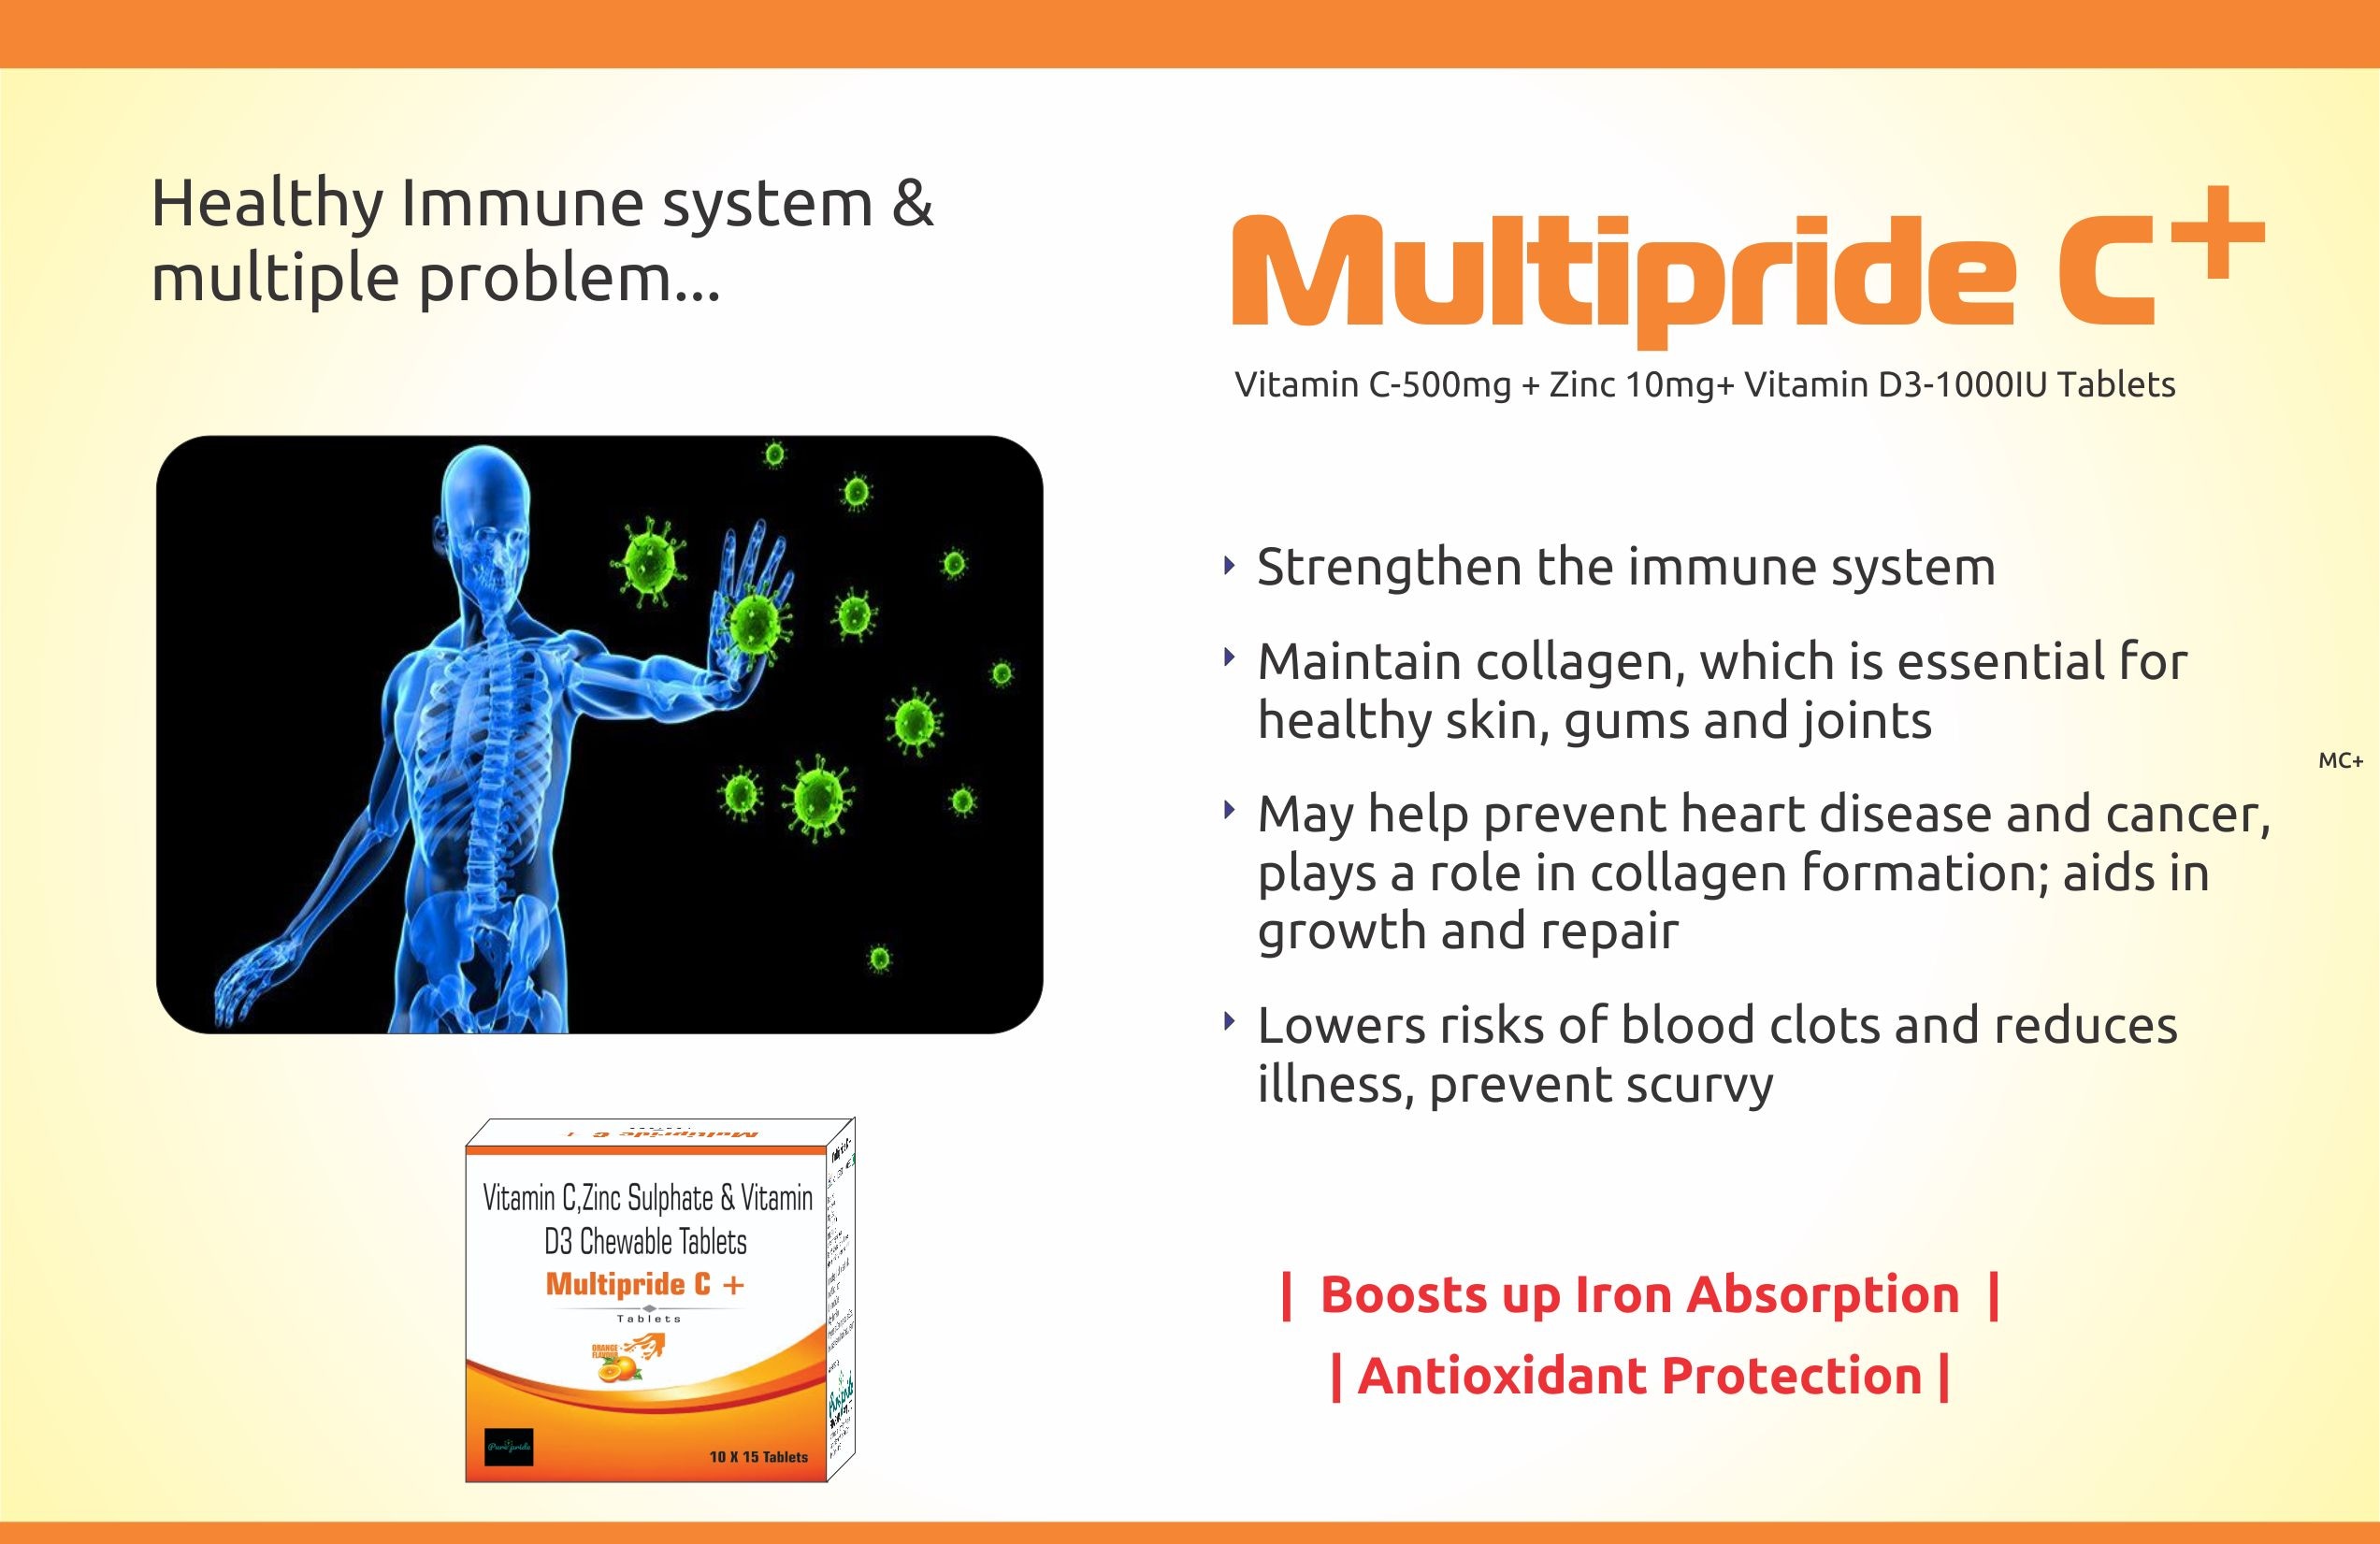 Healthy Immune system &
multiple problem...
Multipride C+
Vitamin C-500mg + Zinc 10mg+ Vitamin D3-1000IU Tablets
Strengthen the immune system
Maintain collagen, which is essential for
healthy skin, gums and joints
MC+
May help prevent heart disease and cancer,
plays a role in collagen formation; aids in
growth and repair
Lowers risks of blood clots and reduces
illness, prevent scurvy
| Boosts up Iron Absorption |
| Antioxidant Protection |
Multipride C +
Vitamin C,Zinc Sulphate & Vitamin
D3 Chewable Tablets
Multipride C +
Tablets
ORANGE
FLAVOUR
10 X 15 Tablets